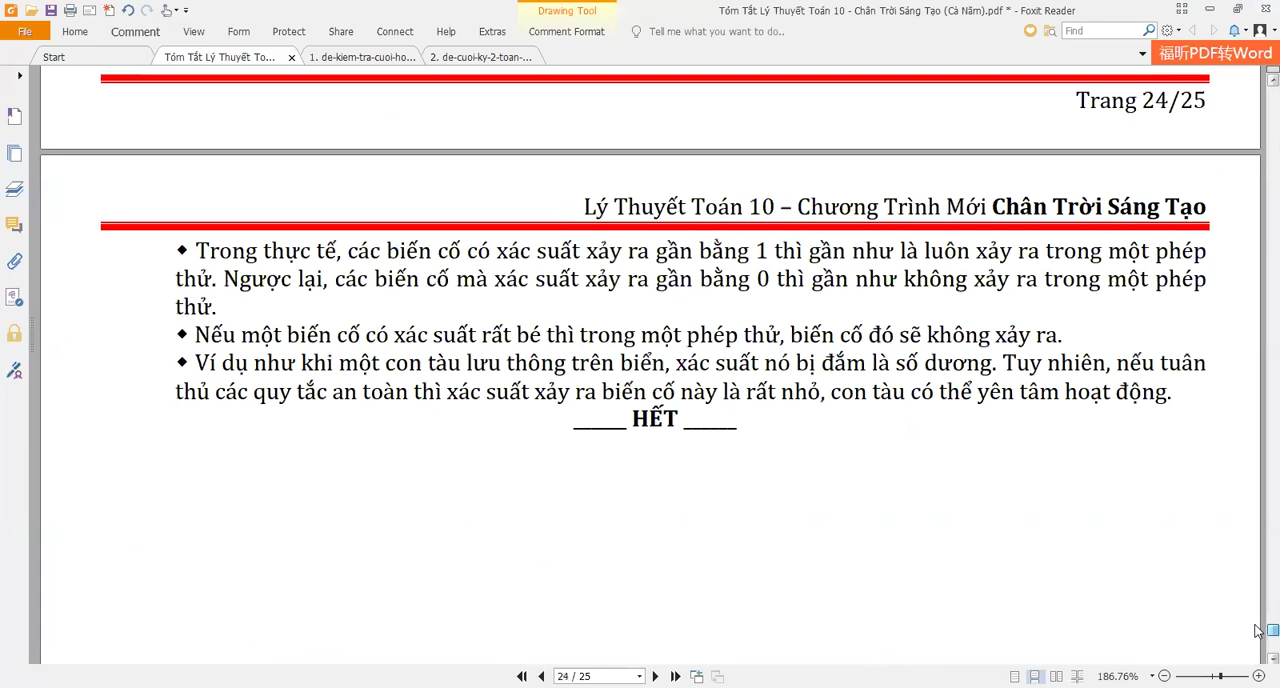 Drawing Tool
Tóm Tắt Lý Thuyết Toán 10 - Chân Trời Sáng Tạo (Cả Năm).pdf * - Foxit Reader
File Home Comment View Form Protect Share Connect Help Extras Comment Format Tell me what you want to do.. Find
Start Tóm Tắt Lý Thuyết To... 1. de-kiem-tra-cuoi-ho... 2. de-cuoi-ky-2-toan-... 福昕PDF转Word
Trang 24/25
Lý Thuyết Toán 10 – Chương Trình Mới Chân Trời Sáng Tạo
◆ Trong thực tế, các biến cố có xác suất xảy ra gần bằng 1 thì gần như là luôn xảy ra trong một phép
thử. Ngược lại, các biến cố mà xác suất xảy ra gần bằng 0 thì gần như không xảy ra trong một phép
thử.
◆ Nếu một biến cố có xác suất rất bé thì trong một phép thử, biến cố đó sẽ không xảy ra.
◆ Ví dụ như khi một con tàu lưu thông trên biển, xác suất nó bị đắm là số dương. Tuy nhiên, nếu tuân
thủ các quy tắc an toàn thì xác suất xảy ra biến cố này là rất nhỏ, con tàu có thể yên tâm hoạt động.
______ HẾT ______
24 / 25 186.76%